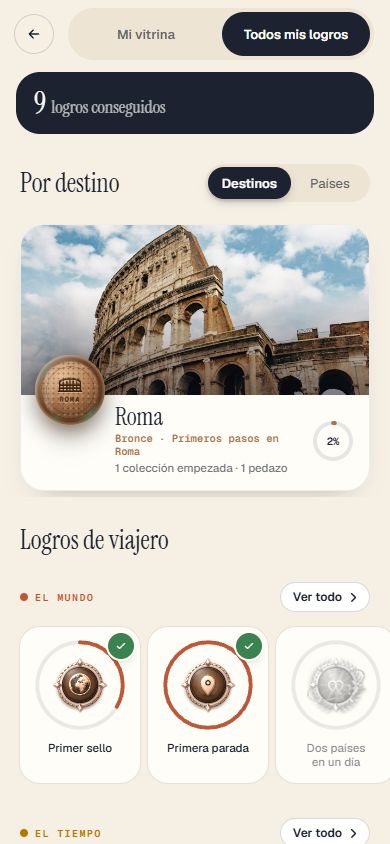 Mi vitrina
Todos mis logros
9 logros conseguidos
Por destino
Destinos
Países
ROMA
Roma
Bronce · Primeros pasos en
Roma
1 colección empezada · 1 pedazo
2%
Logros de viajero
EL MUNDO
Ver todo
Primer sello
Primera parada
Dos países
en un día
EL TIEMPO
Ver todo